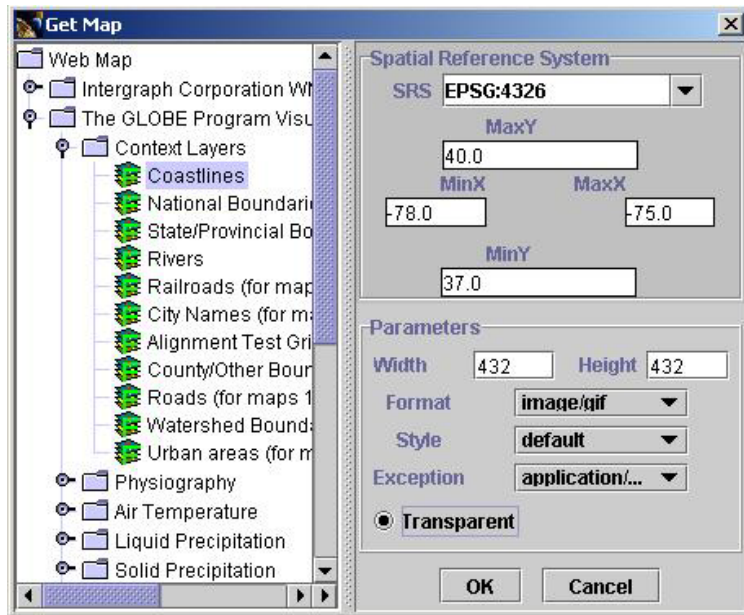 Get Map
Web Map
Intergraph Corporation WM
The GLOBE Program Visu
Context Layers
Coastlines
National Boundari
State/Provincial Bo
Rivers
Railroads (for map
City Names (for ma
Alignment Test Gri
County/Other Boun
Roads (for maps 1
Watershed Bounda
Urban areas (for m
Physiography
Air Temperature
Liquid Precipitation
Solid Precipitation
Spatial Reference System
SRS EPSG:4326
MaxY
40.0
MinX MaxX
-78.0 -75.0
MinY
37.0
Parameters
Width 432 Height 432
Format image/gif
Style default
Exception application/...
Transparent
OK Cancel